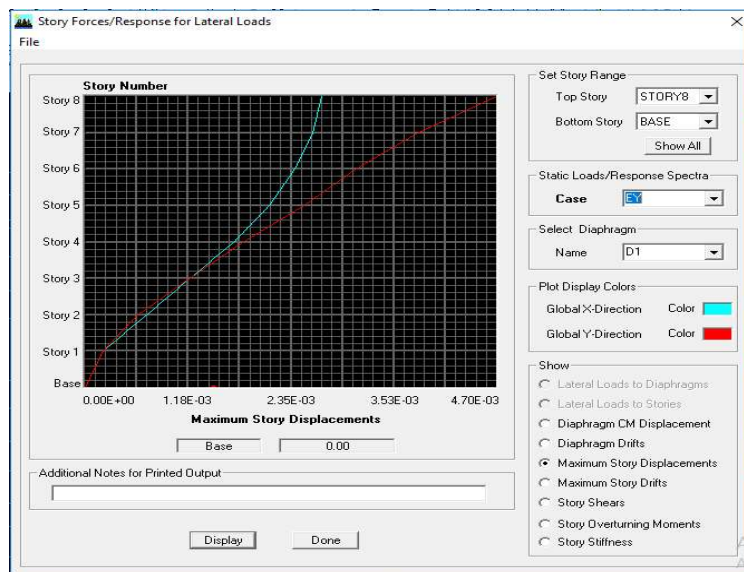 Story Forces/Response for Lateral Loads
File
Story Number
Story 8
Story 7
Story 6
Story 5
Story 4
Story 3
Story 2
Story 1
Base
0.00E+00 1.18E-03 2.35E-03 3.53E-03 4.70E-03
Maximum Story Displacements
Base 0.00
Additional Notes for Printed Output
Display Done
Set Story Range
Top Story STORY8
Bottom Story BASE
Show All
Static Loads/Response Spectra
Case EY
Select Diaphragm
Name D1
Plot Display Colors
Global X-Direction Color
Global Y-Direction Color
Show
Lateral Loads to Diaphragms
Lateral Loads to Stories
Diaphragm CM Displacement
Diaphragm Drifts
Maximum Story Displacements
Maximum Story Drifts
Story Shears
Story Overturning Moments
Story Stiffness